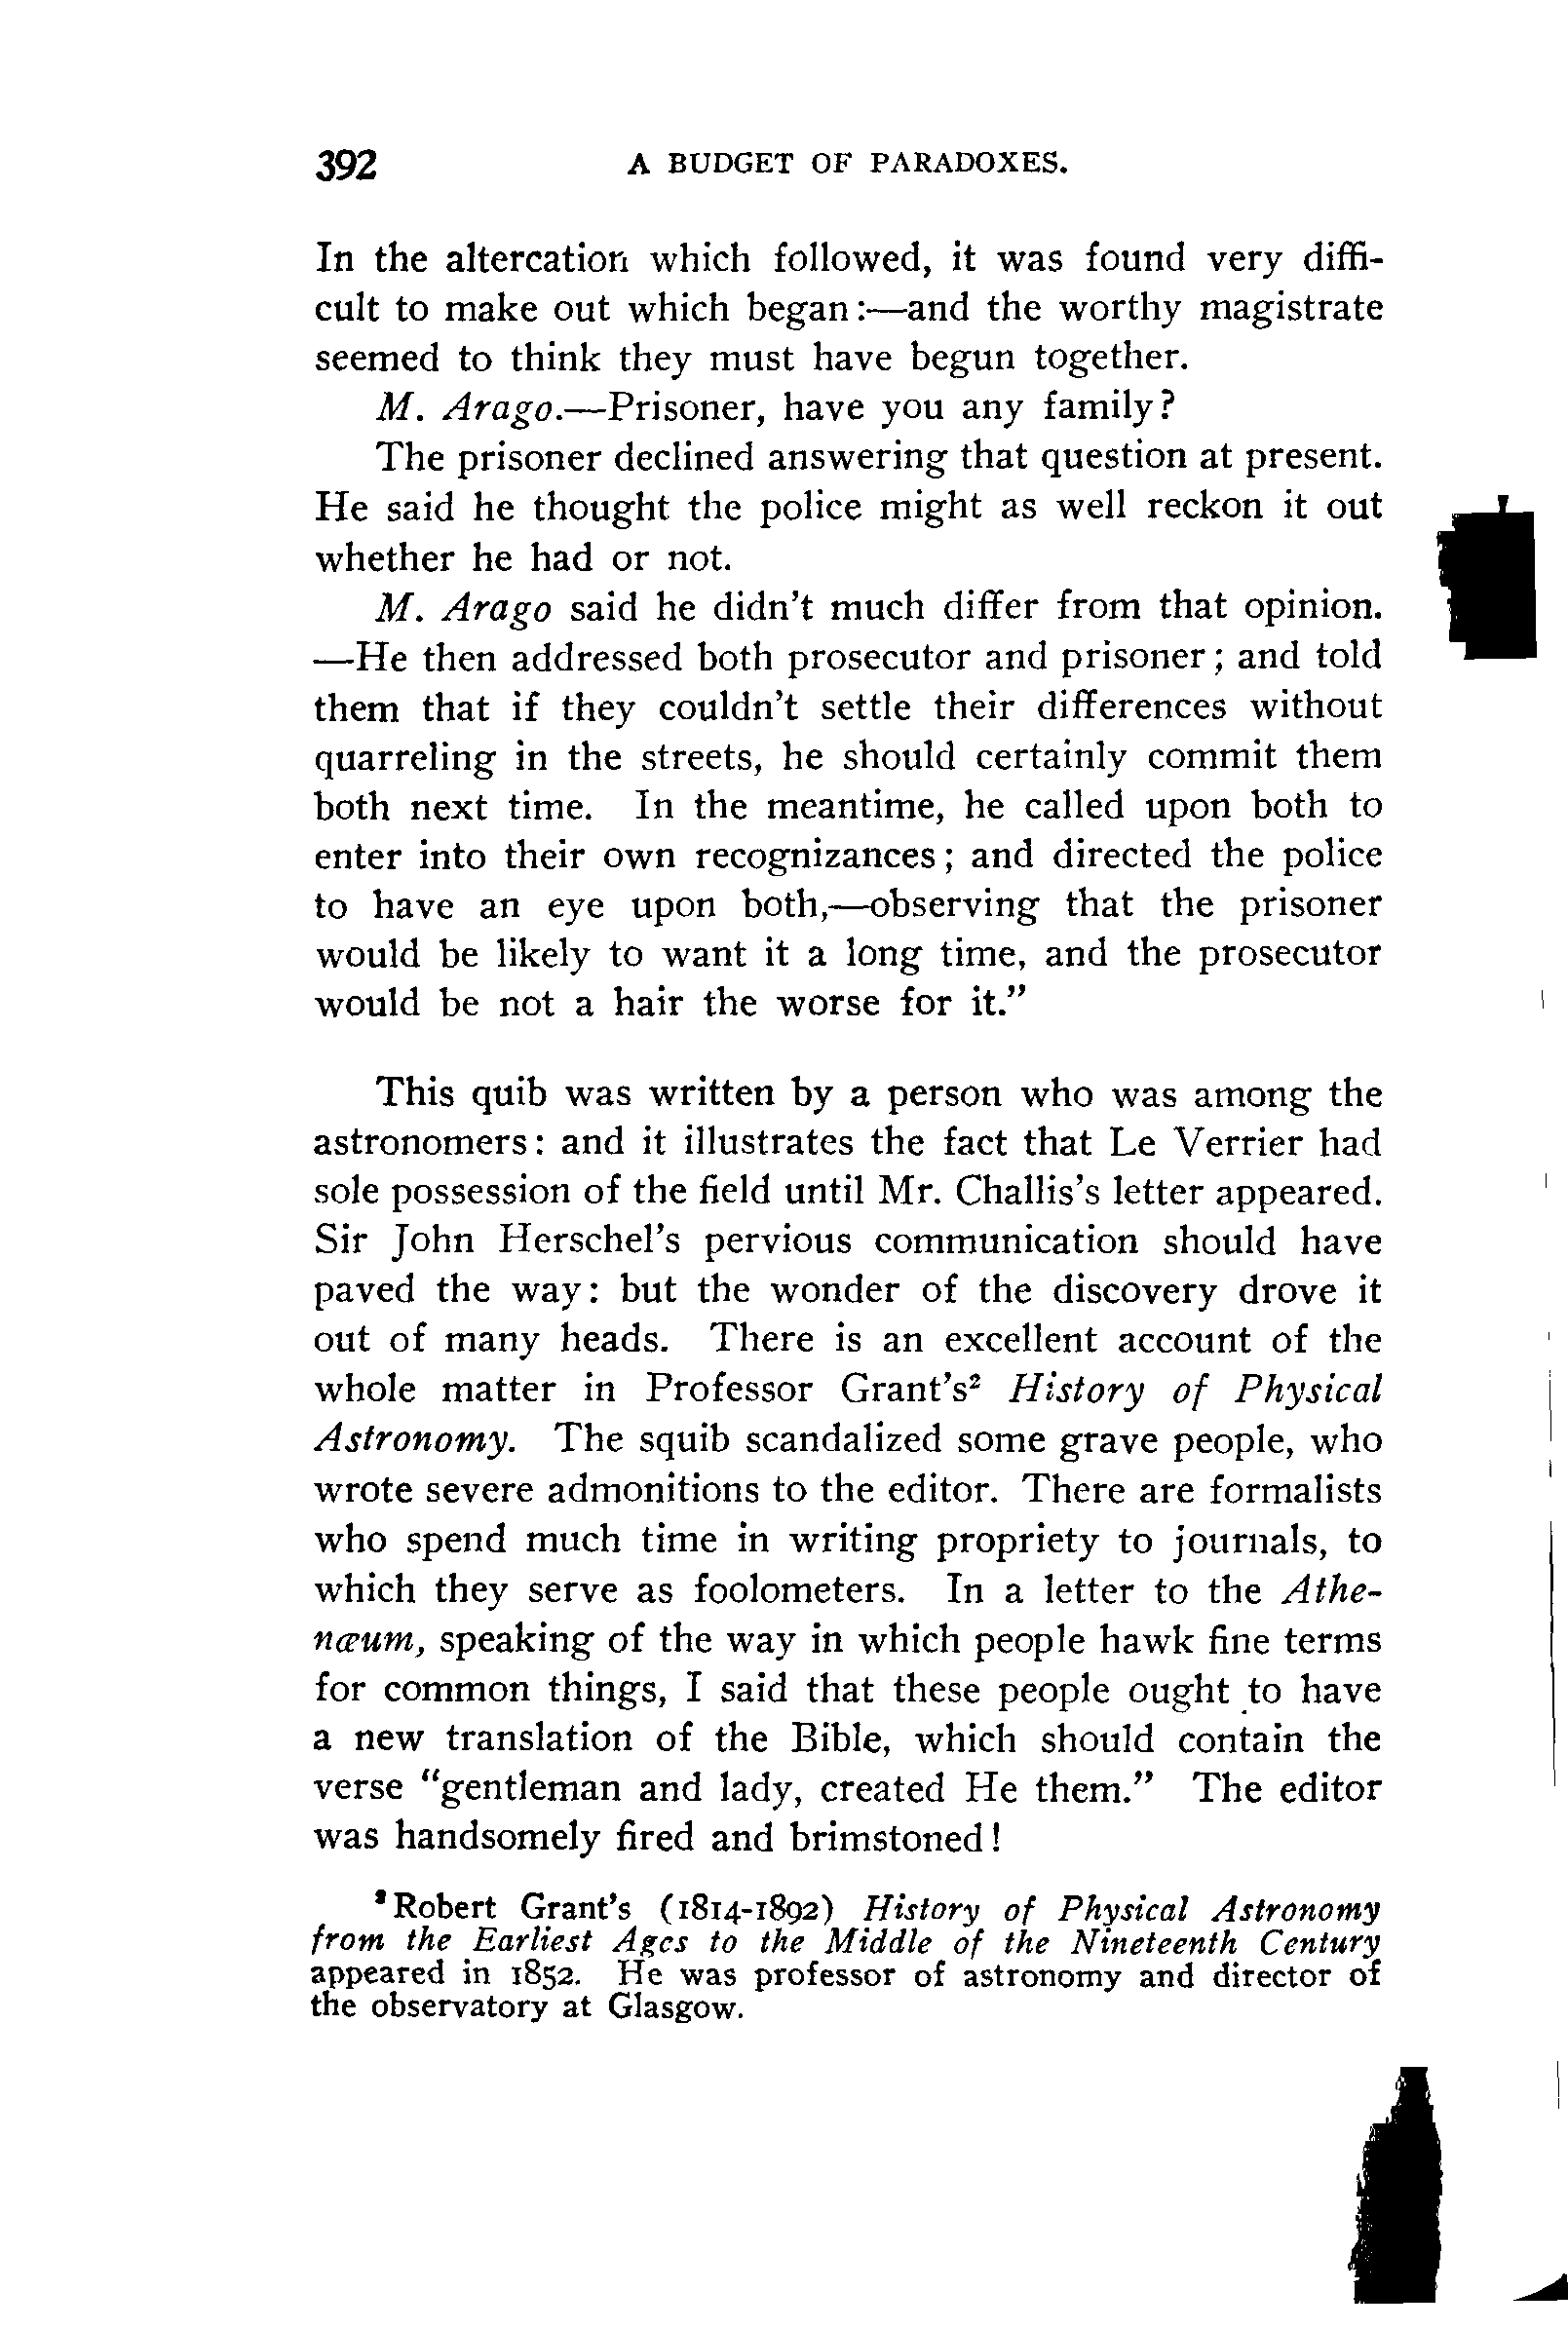 392 A BUDGET OF PARADOXES.
In the altercation which followed, it was found very diffi-
cult to make out which began:—and the worthy magistrate
seemed to think they must have begun together.
M. Arago.—Prisoner, have you any family?
The prisoner declined answering that question at present.
He said he thought the police might as well reckon it out
whether he had or not.
M. Arago said he didn't much differ from that opinion.
—He then addressed both prosecutor and prisoner; and told
them that if they couldn't settle their differences without
quarreling in the streets, he should certainly commit them
both next time. In the meantime, he called upon both to
enter into their own recognizances; and directed the police
to have an eye upon both,—observing that the prisoner
would be likely to want it a long time, and the prosecutor
would be not a hair the worse for it."
This quib was written by a person who was among the
astronomers: and it illustrates the fact that Le Verrier had
sole possession of the field until Mr. Challis's letter appeared.
Sir John Herschel's pervious communication should have
paved the way: but the wonder of the discovery drove it
out of many heads. There is an excellent account of the
whole matter in Professor Grant's² History of Physical
Astronomy. The squib scandalized some grave people, who
wrote severe admonitions to the editor. There are formalists
who spend much time in writing propriety to journals, to
which they serve as foolometers. In a letter to the Athe-
næum, speaking of the way in which people hawk fine terms
for common things, I said that these people ought to have
a new translation of the Bible, which should contain the
verse "gentleman and lady, created He them." The editor
was handsomely fired and brimstoned!
² Robert Grant's (1814-1892) History of Physical Astronomy
from the Earliest Ages to the Middle of the Nineteenth Century
appeared in 1852. He was professor of astronomy and director of
the observatory at Glasgow.